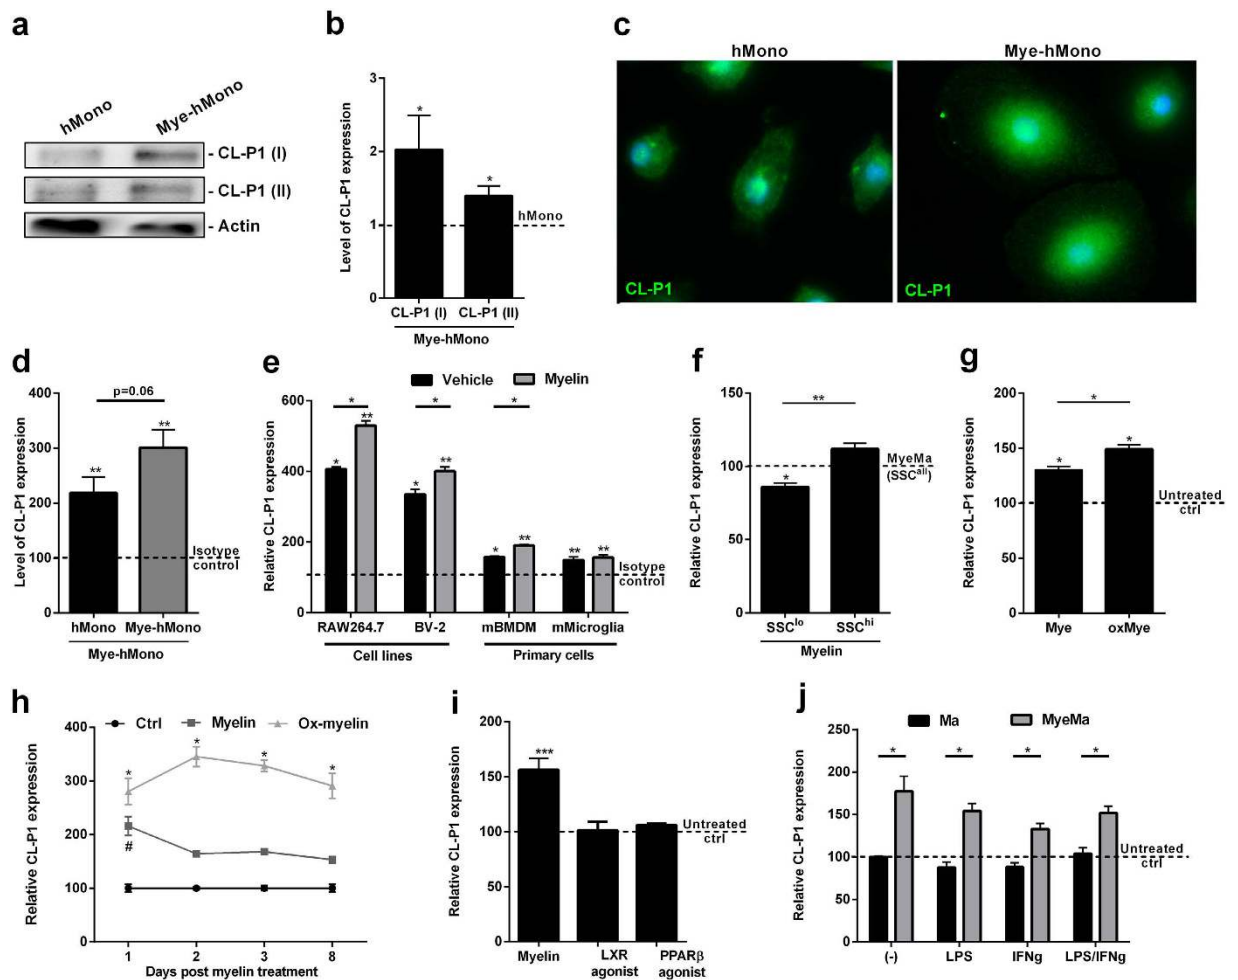 a
hMono
Mye-hMono
- CL-P1 (I)
- CL-P1 (II)
- Actin
b
Level of CL-P1 expression
3
2
1
0
*
*
hMono
CL-P1 (I) CL-P1 (II)
Mye-hMono
c
hMono
Mye-hMono
CL-P1
CL-P1
d
Level of CL-P1 expression
400
300
200
100
0
p=0.06
**
**
Isotype
control
hMono Mye-hMono
Mye-hMono
e
Vehicle Myelin
Relative CL-P1 expression
600
400
200
0
* * *
* ** * ** * ** ** **
Isotype
control
RAW264.7 BV-2 mBMDM mMicroglia
Cell lines Primary cells
f
Relative CL-P1 expression
150
100
50
0
**
*
MyeMa
(SSCall)
SSClo SSChi
Myelin
g
Relative CL-P1 expression
200
150
100
50
0
*
* *
Untreated
ctrl
Mye oxMye
h
Ctrl Myelin Ox-myelin
Relative CL-P1 expression
400
300
200
100
0
* * * *
#
1 2 3 8
Days post myelin treatment
i
Relative CL-P1 expression
200
150
100
50
0
***
Untreated
ctrl
Myelin LXR agonist PPARβ agonist
j
Ma MyeMa
Relative CL-P1 expression
250
200
150
100
50
0
* * * *
Untreated
ctrl
(-) LPS IFNg LPS/IFNg